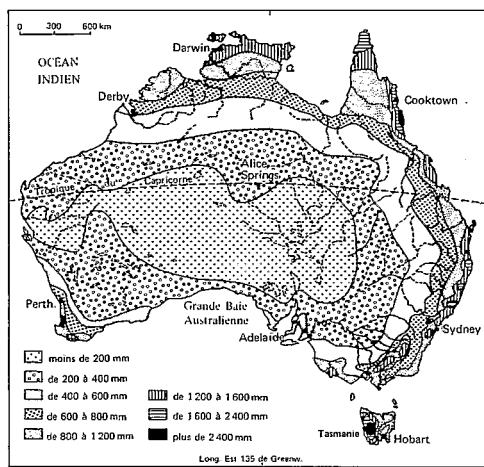 0 300 600 km
OCEAN
INDIEN
Darwin
Derby
Cooktown
Alice
Springs
Tropique
Capricorne
Perth
Grande Baie
Australienne
Adelaide
Sydney
moins de 200 mm
de 200 à 400 mm
de 400 à 600 mm
de 600 à 800 mm
de 800 à 1 200 mm
de 1 200 à 1 600 mm
de 1 600 à 2 400 mm
plus de 2 400 mm
Tasmanie
Hobart
Long. Est 135 de Greenw.